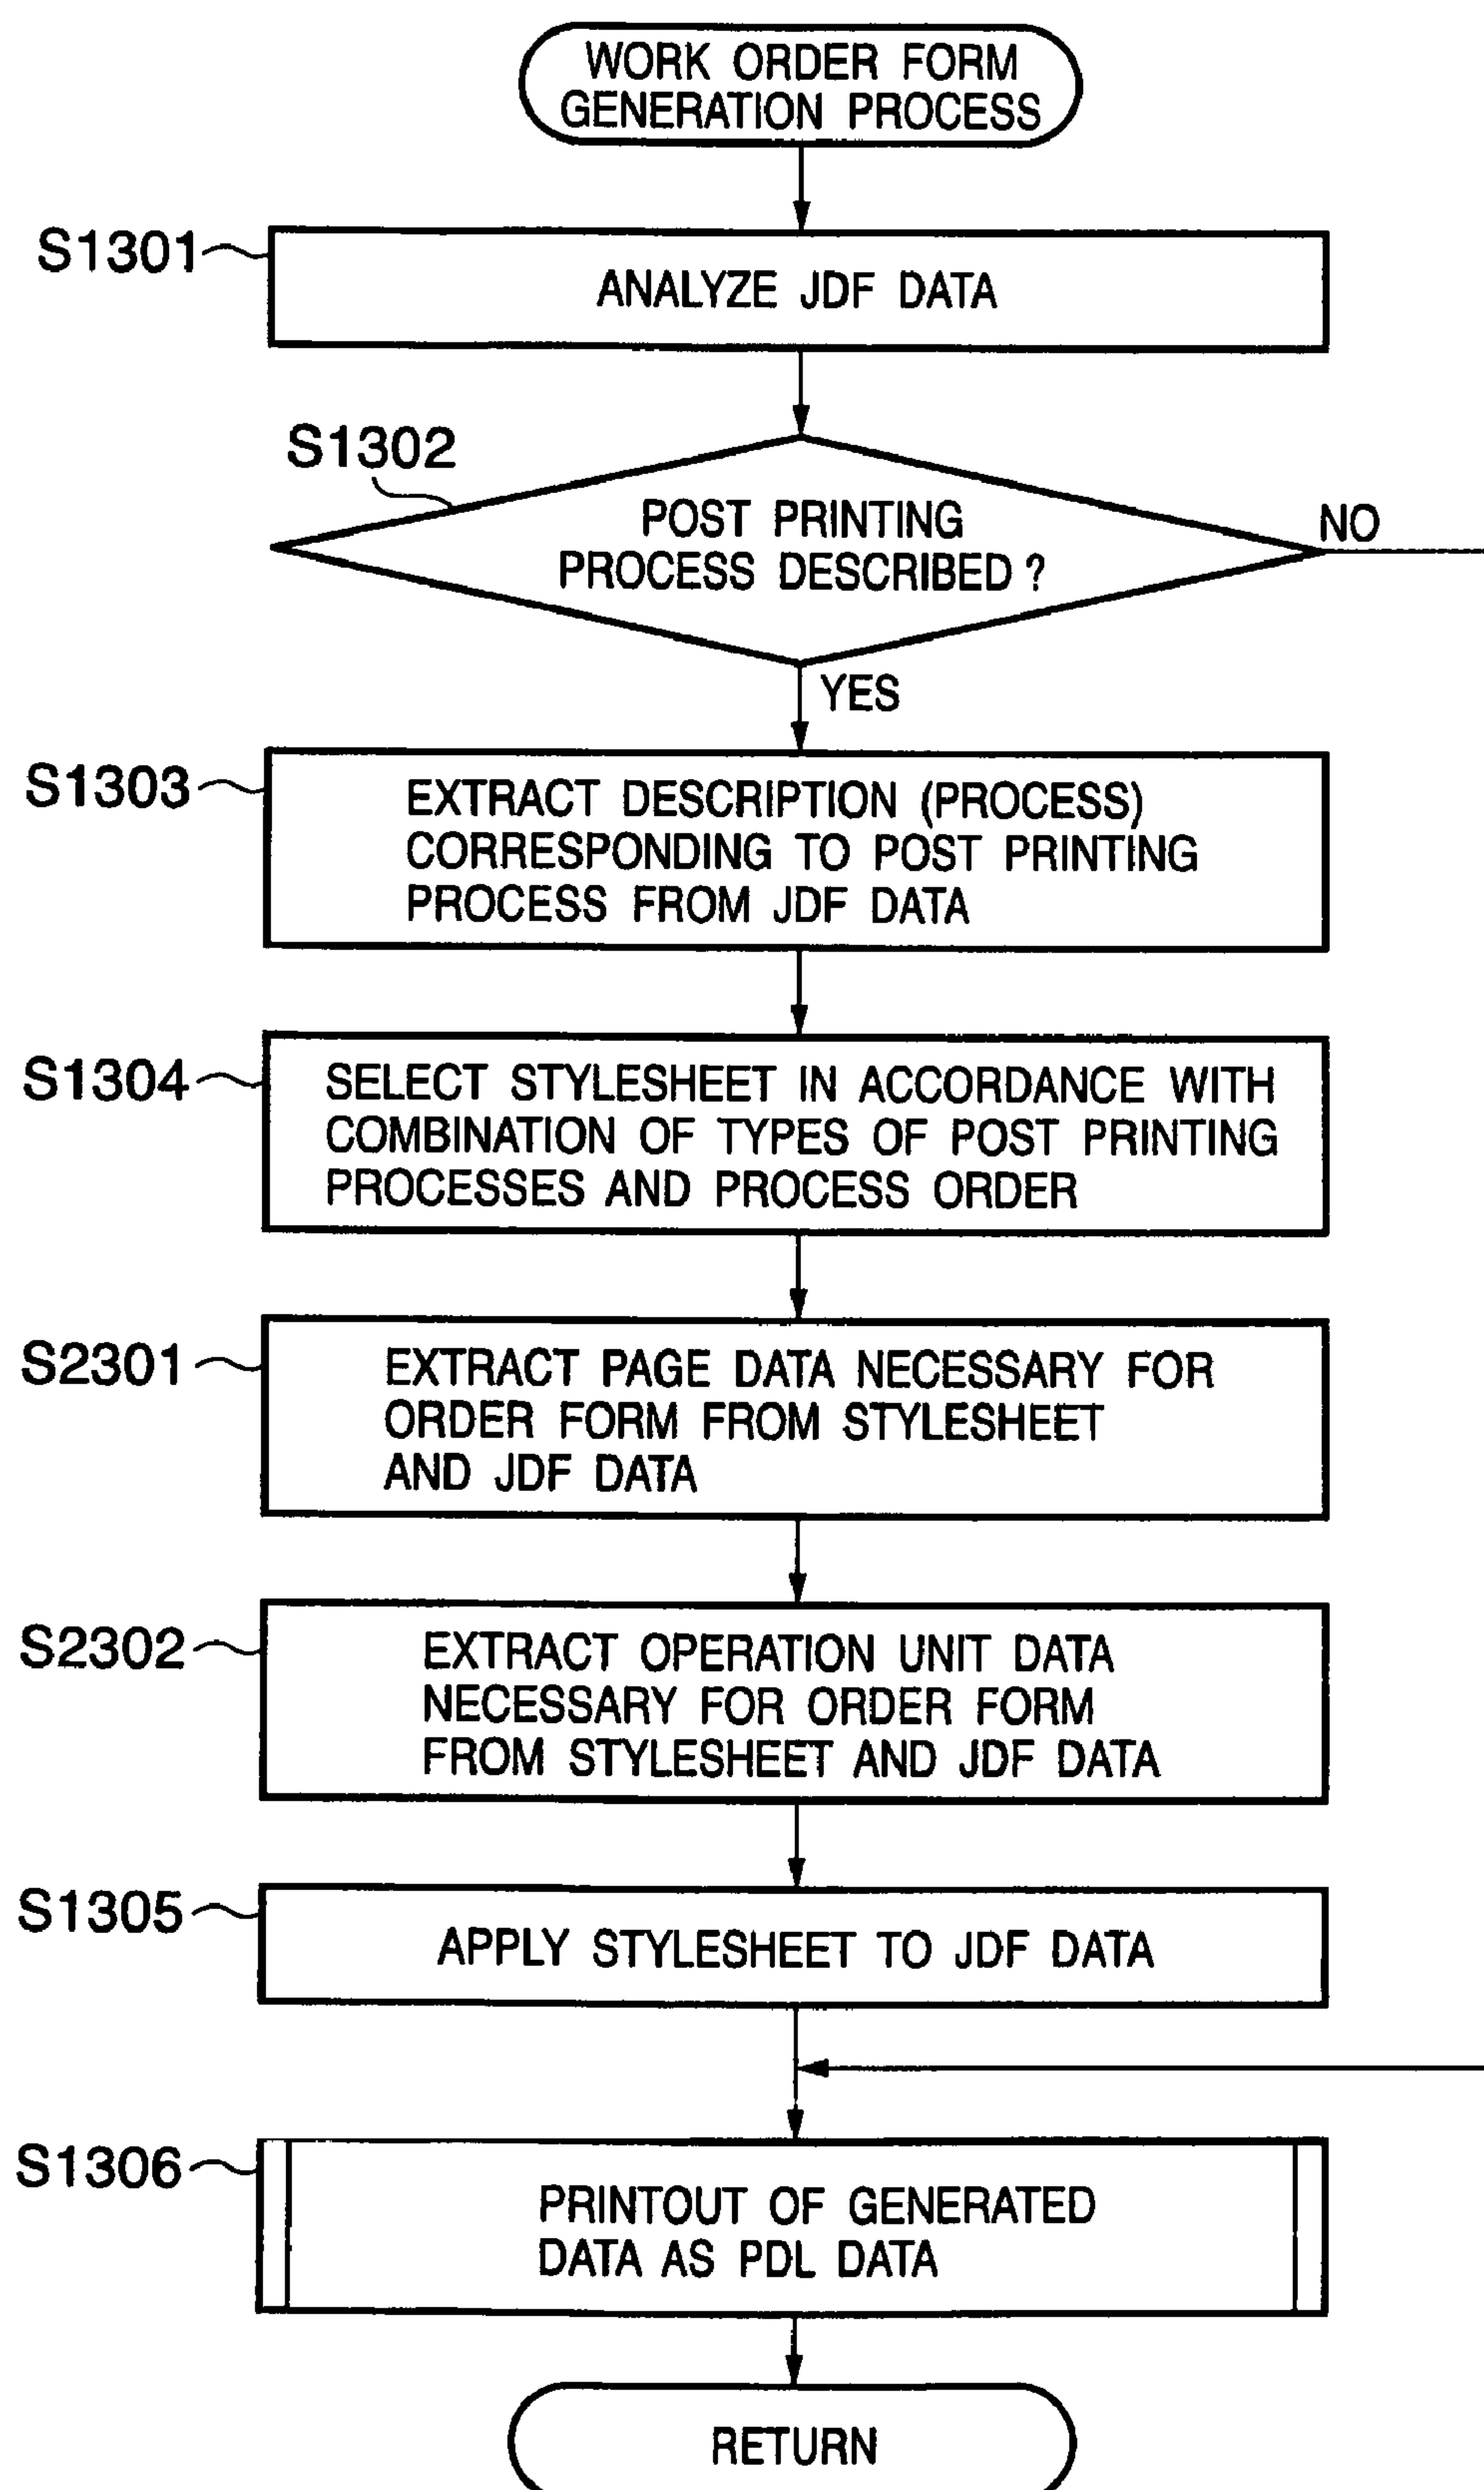 WORK ORDER FORM
GENERATION PROCESS
S1301
ANALYZE JDF DATA
S1302
POST PRINTING
PROCESS DESCRIBED ?
NO
YES
S1303
EXTRACT DESCRIPTION (PROCESS)
CORRESPONDING TO POST PRINTING
PROCESS FROM JDF DATA
S1304
SELECT STYLESHEET IN ACCORDANCE WITH
COMBINATION OF TYPES OF POST PRINTING
PROCESSES AND PROCESS ORDER
S2301
EXTRACT PAGE DATA NECESSARY FOR
ORDER FORM FROM STYLESHEET
AND JDF DATA
S2302
EXTRACT OPERATION UNIT DATA
NECESSARY FOR ORDER FORM
FROM STYLESHEET AND JDF DATA
S1305
APPLY STYLESHEET TO JDF DATA
S1306
PRINTOUT OF GENERATED
DATA AS PDL DATA
RETURN